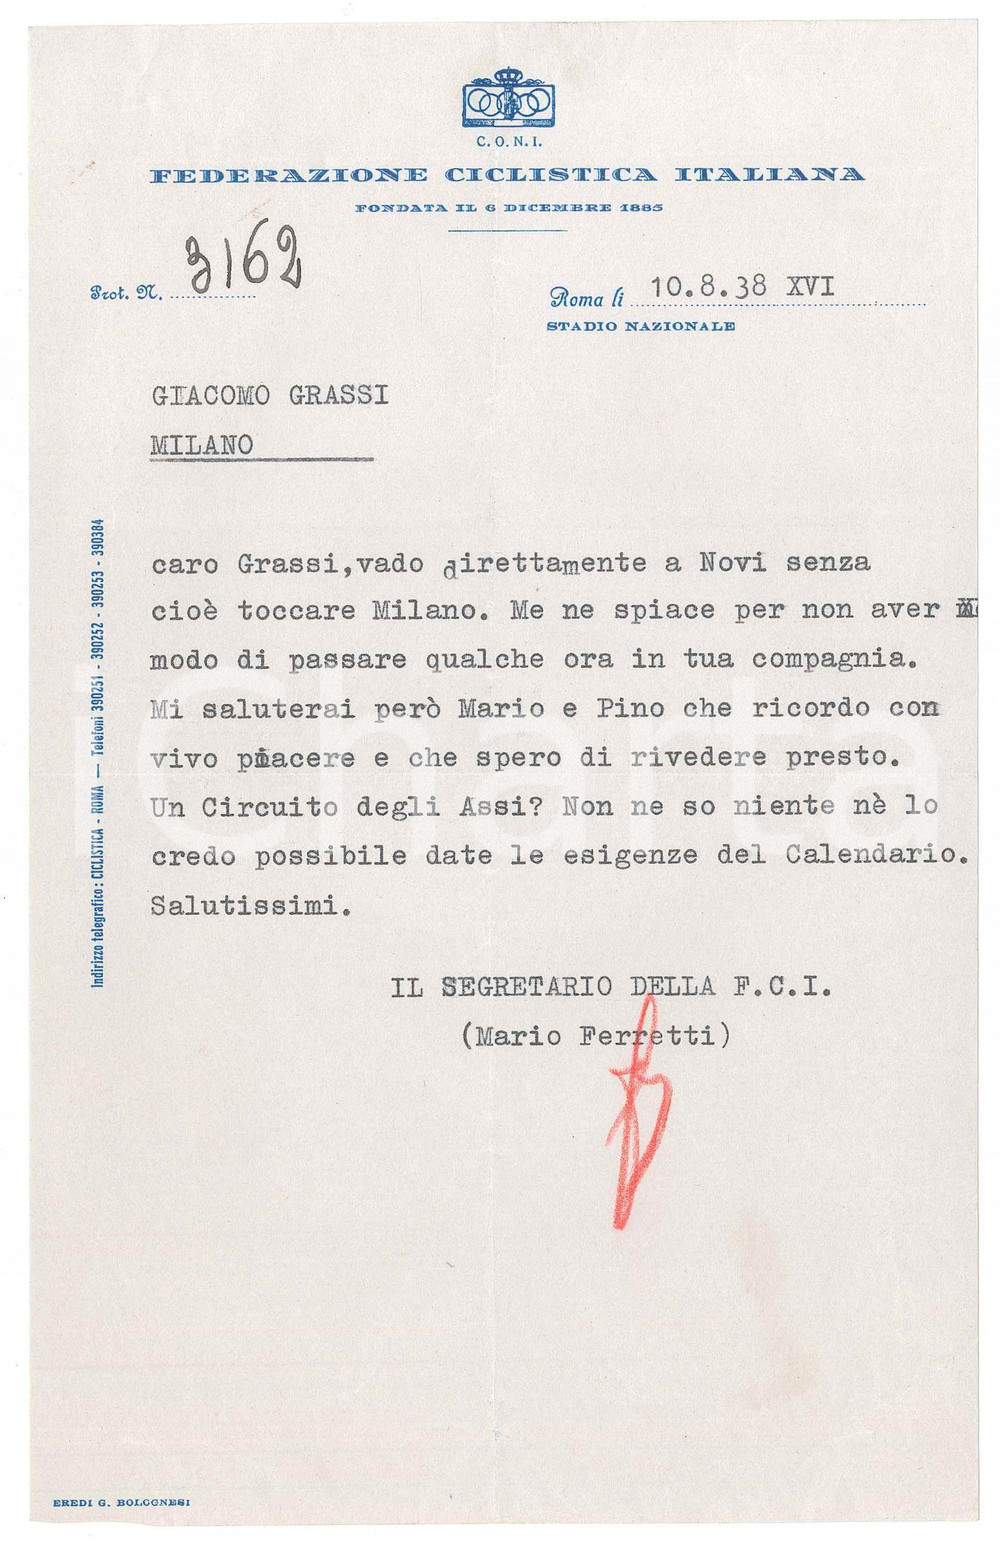 C. O. N. I.
FEDERAZIONE CICLISTICA ITALIANA
FONDATA IL 6 DICEMBRE 1885
Prot. N. 3162
Roma li 10.8.38 XVI
STADIO NAZIONALE
GIACOMO GRASSI
MILANO
caro Grassi,vado direttamente a Novi senza
cioè toccare Milano. Me ne spiace per non aver
modo di passare qualche ora in tua compagnia.
Mi saluterai però Mario e Pino che ricordo con
vivo piacere e che spero di rivedere presto.
Un Circuito degli Assi? Non ne so niente nè lo
credo possibile date le esigenze del Calendario.
Salutissimi.
IL SEGRETARIO DELLA F.C.I.
(Mario Ferretti)
Indirizzo telegrafico: CICLISTICA - ROMA — Telefoni 390251 - 390252 - 390253 - 390384
EREDI G. BOLOGNESI
iCharta